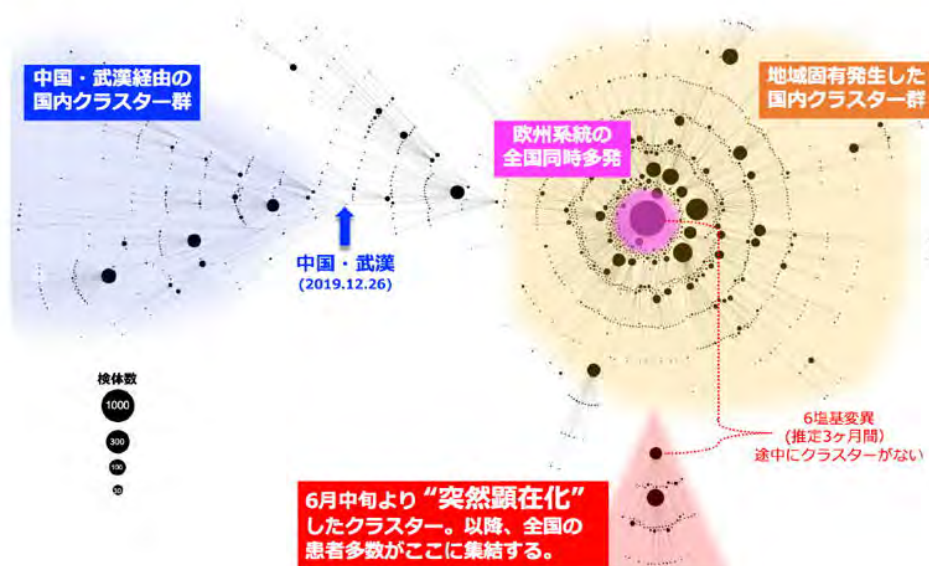 中国・武漢経由の
国内クラスター群
地域固有発生した
国内クラスター群
欧州系統の
全国同時多発
中国・武漢
(2019.12.26)
検体数
1000
300
100
30
6塩基変異
(推定3ヶ月間)
途中にクラスターがない
6月中旬より“突然顕在化”
したクラスター。以降、全国の
患者多数がここに集結する。